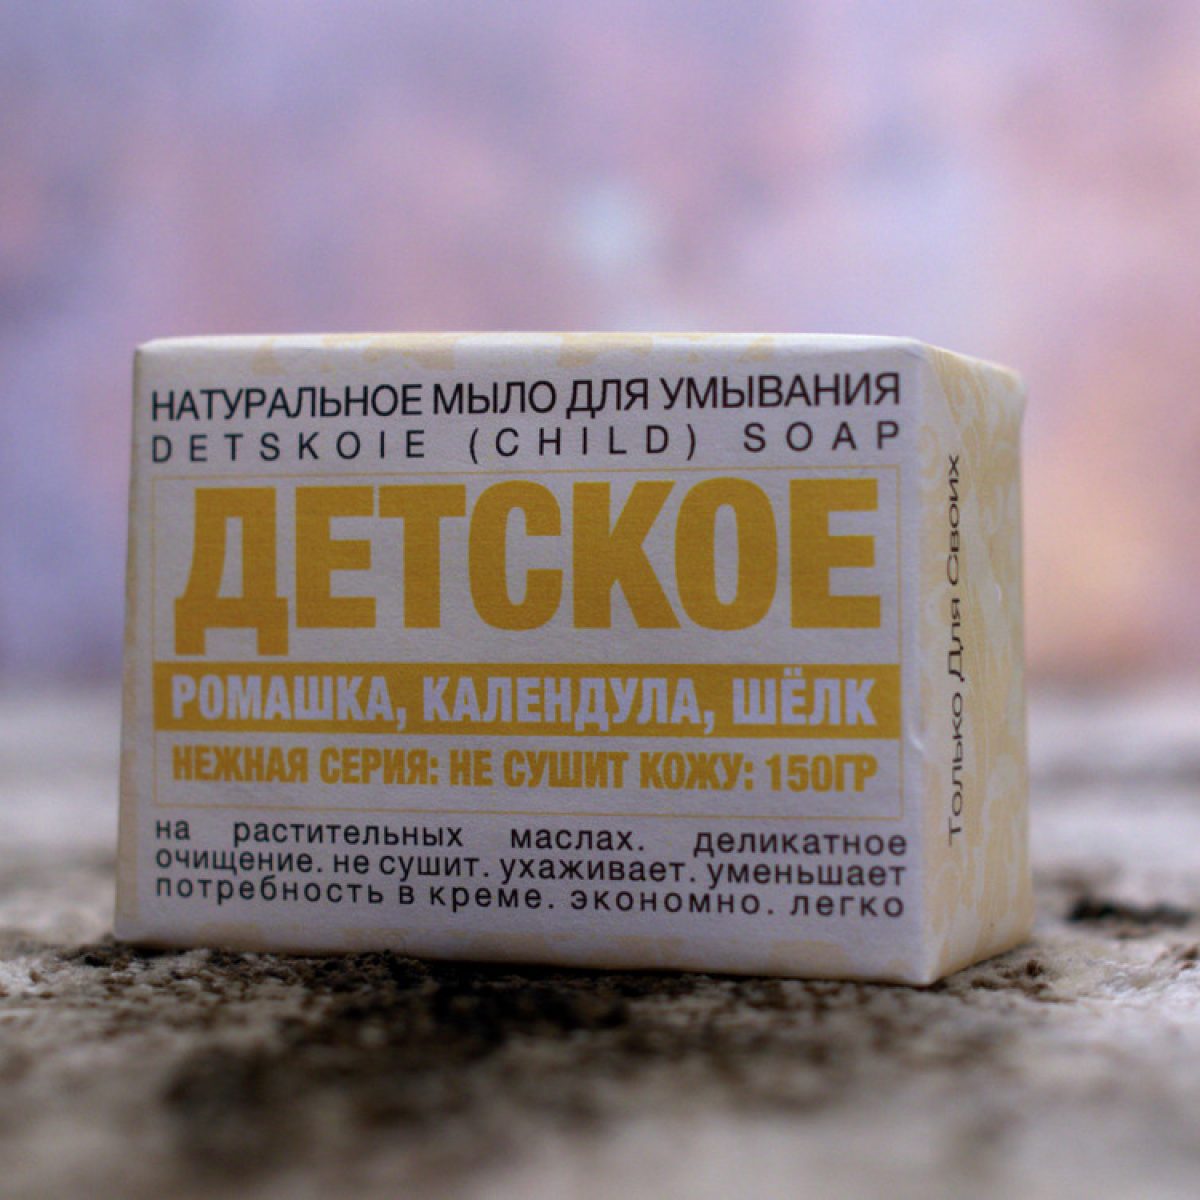 НАТУРАЛЬНОЕ МЫЛО ДЛЯ УМЫВАНИЯ
DETSKOIE (CHILD) SOAP
ДЕТСКОЕ
РОМАШКА, КАЛЕНДУЛА, ШЁЛК
НЕЖНАЯ СЕРИЯ: НЕ СУШИТ КОЖУ: 150ГР
на растительных маслах. деликатное
очищение. не сушит. ухаживает. уменьшает
потребность в креме. экономно. легко
Только Для Своих